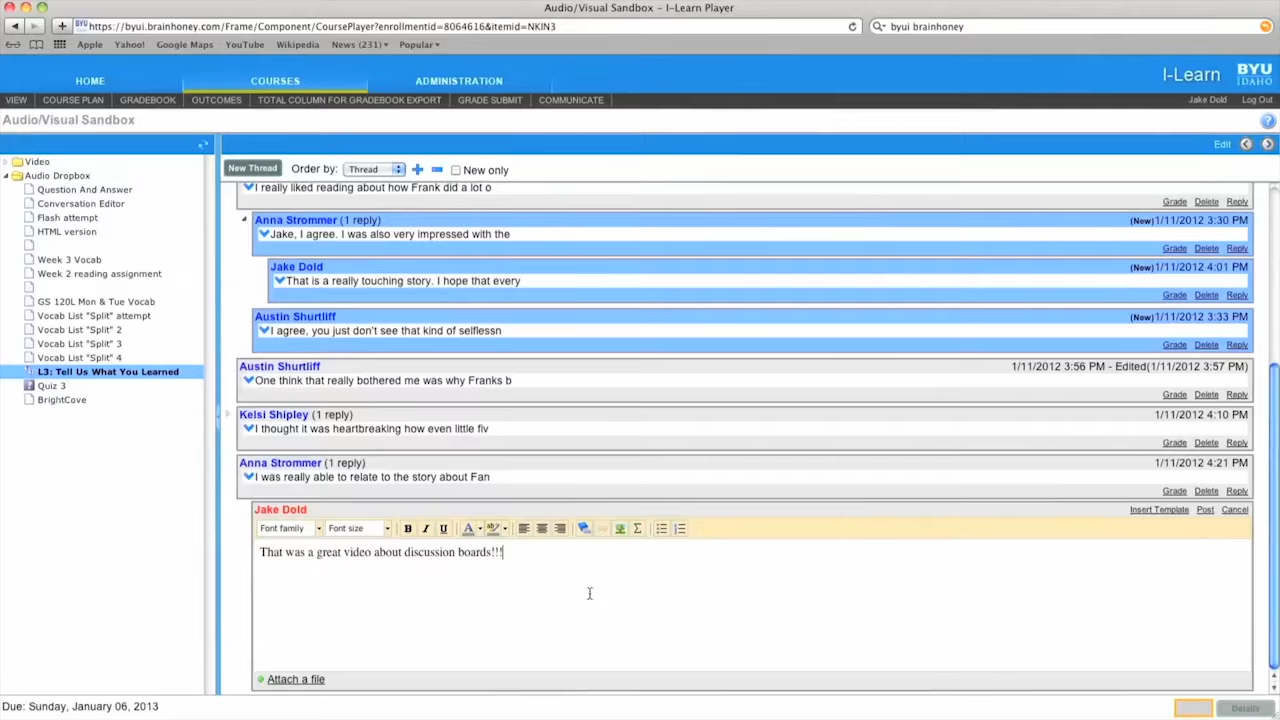 Audio/Visual Sandbox – I-Learn Player
https://byui.brainhoney.com/Frame/Component/CoursePlayer?enrollmentid=8064616&itemid=NKIN3
byui brainhoney
Apple Yahoo! Google Maps YouTube Wikipedia News (231) Popular
HOME COURSES ADMINISTRATION I-Learn BYU IDAHO
VIEW COURSE PLAN GRADEBOOK OUTCOMES TOTAL COLUMN FOR GRADEBOOK EXPORT GRADE SUBMIT COMMUNICATE Jake Dold Log Out
Audio/Visual Sandbox ?
Edit
Video
Audio Dropbox
Question And Answer
Conversation Editor
Flash attempt
HTML version
Week 3 Vocab
Week 2 reading assignment
GS 120L Mon & Tue Vocab
Vocab List "Split" attempt
Vocab List "Split" 2
Vocab List "Split" 3
Vocab List "Split" 4
L3: Tell Us What You Learned
Quiz 3
BrightCove
New Thread Order by: Thread New only
I really liked reading about how Frank did a lot o
Grade Delete Reply
Anna Strommer (1 reply) (New)1/11/2012 3:30 PM
Jake, I agree. I was also very impressed with the
Grade Delete Reply
Jake Dold (New)1/11/2012 4:01 PM
That is a really touching story. I hope that every
Grade Delete Reply
Austin Shurtliff (New)1/11/2012 3:33 PM
I agree, you just don't see that kind of selflessn
Grade Delete Reply
Austin Shurtliff 1/11/2012 3:56 PM - Edited(1/11/2012 3:57 PM)
One think that really bothered me was why Franks b
Grade Delete Reply
Kelsi Shipley (1 reply) 1/11/2012 4:10 PM
I thought it was heartbreaking how even little fiv
Grade Delete Reply
Anna Strommer (1 reply) 1/11/2012 4:21 PM
I was really able to relate to the story about Fan
Grade Delete Reply
Jake Dold Insert Template Post Cancel
Font family Font size B I U A ab Σ
That was a great video about discussion boards!!!
Attach a file
Due: Sunday, January 06, 2013 Details